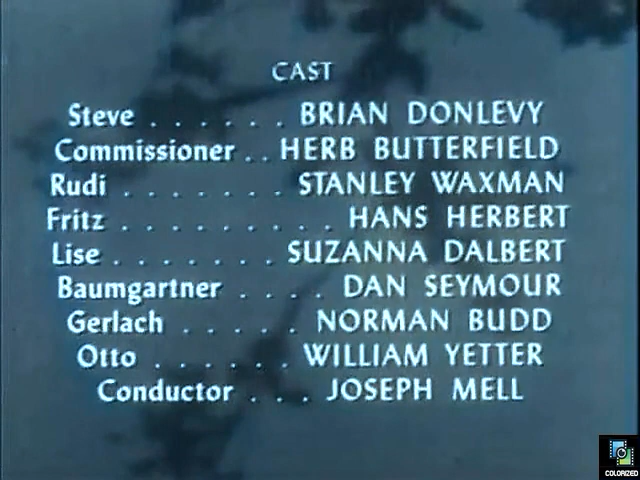 CAST
Steve . . . . . . BRIAN DONLEVY
Commissioner . . HERB BUTTERFIELD
Rudi . . . . . . . STANLEY WAXMAN
Fritz . . . . . . . . . . HANS HERBERT
Lise . . . . . . . SUZANNA DALBERT
Baumgartner . . . . DAN SEYMOUR
Gerlach . . . . . NORMAN BUDD
Otto . . . . . . WILLIAM YETTER
Conductor . . . JOSEPH MELL
COLORIZED